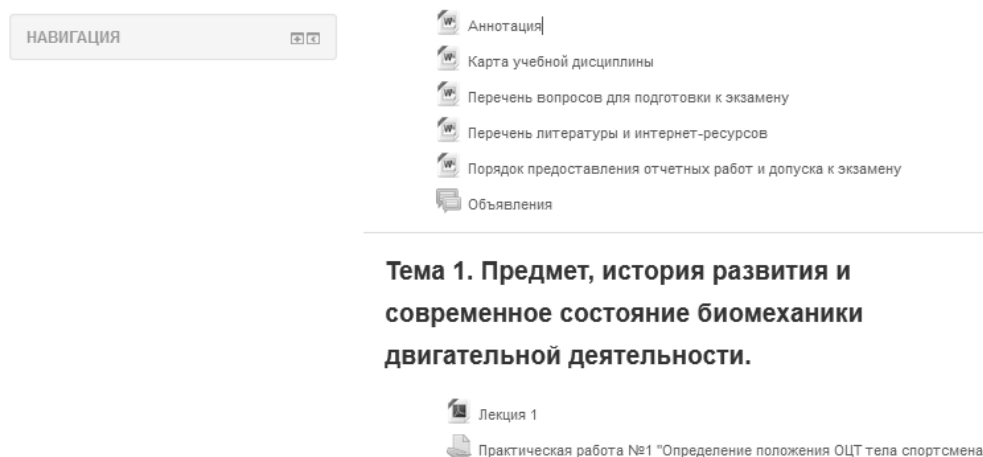 НАВИГАЦИЯ
Аннотация
Карта учебной дисциплины
Перечень вопросов для подготовки к экзамену
Перечень литературы и интернет-ресурсов
Порядок предоставления отчетных работ и допуска к экзамену
Объявления
Тема 1. Предмет, история развития и
современное состояние биомеханики
двигательной деятельности.
Лекция 1
Практическая работа №1 "Определение положения ОЦТ тела спортсмена